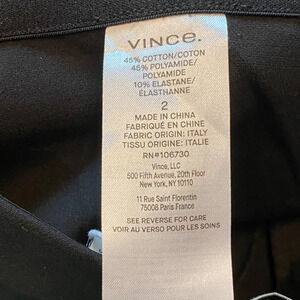 VINCE.
45% COTTON/COTON
45% POLYAMIDE/
POLYAMIDE
10% ELASTANE/
ÉLASTHANNE
2
MADE IN CHINA
FABRIQUÉ EN CHINE
FABRIC ORIGIN: ITALY
TISSU ORIGINE: ITALIE
RN#106730
Vince, LLC
500 Fifth Avenue, 20th Floor
New York, NY 10110
11 Rue Saint Florentin
75008 Paris France
SEE REVERSE FOR CARE
VOIR AU VERSO POUR LES SOINS